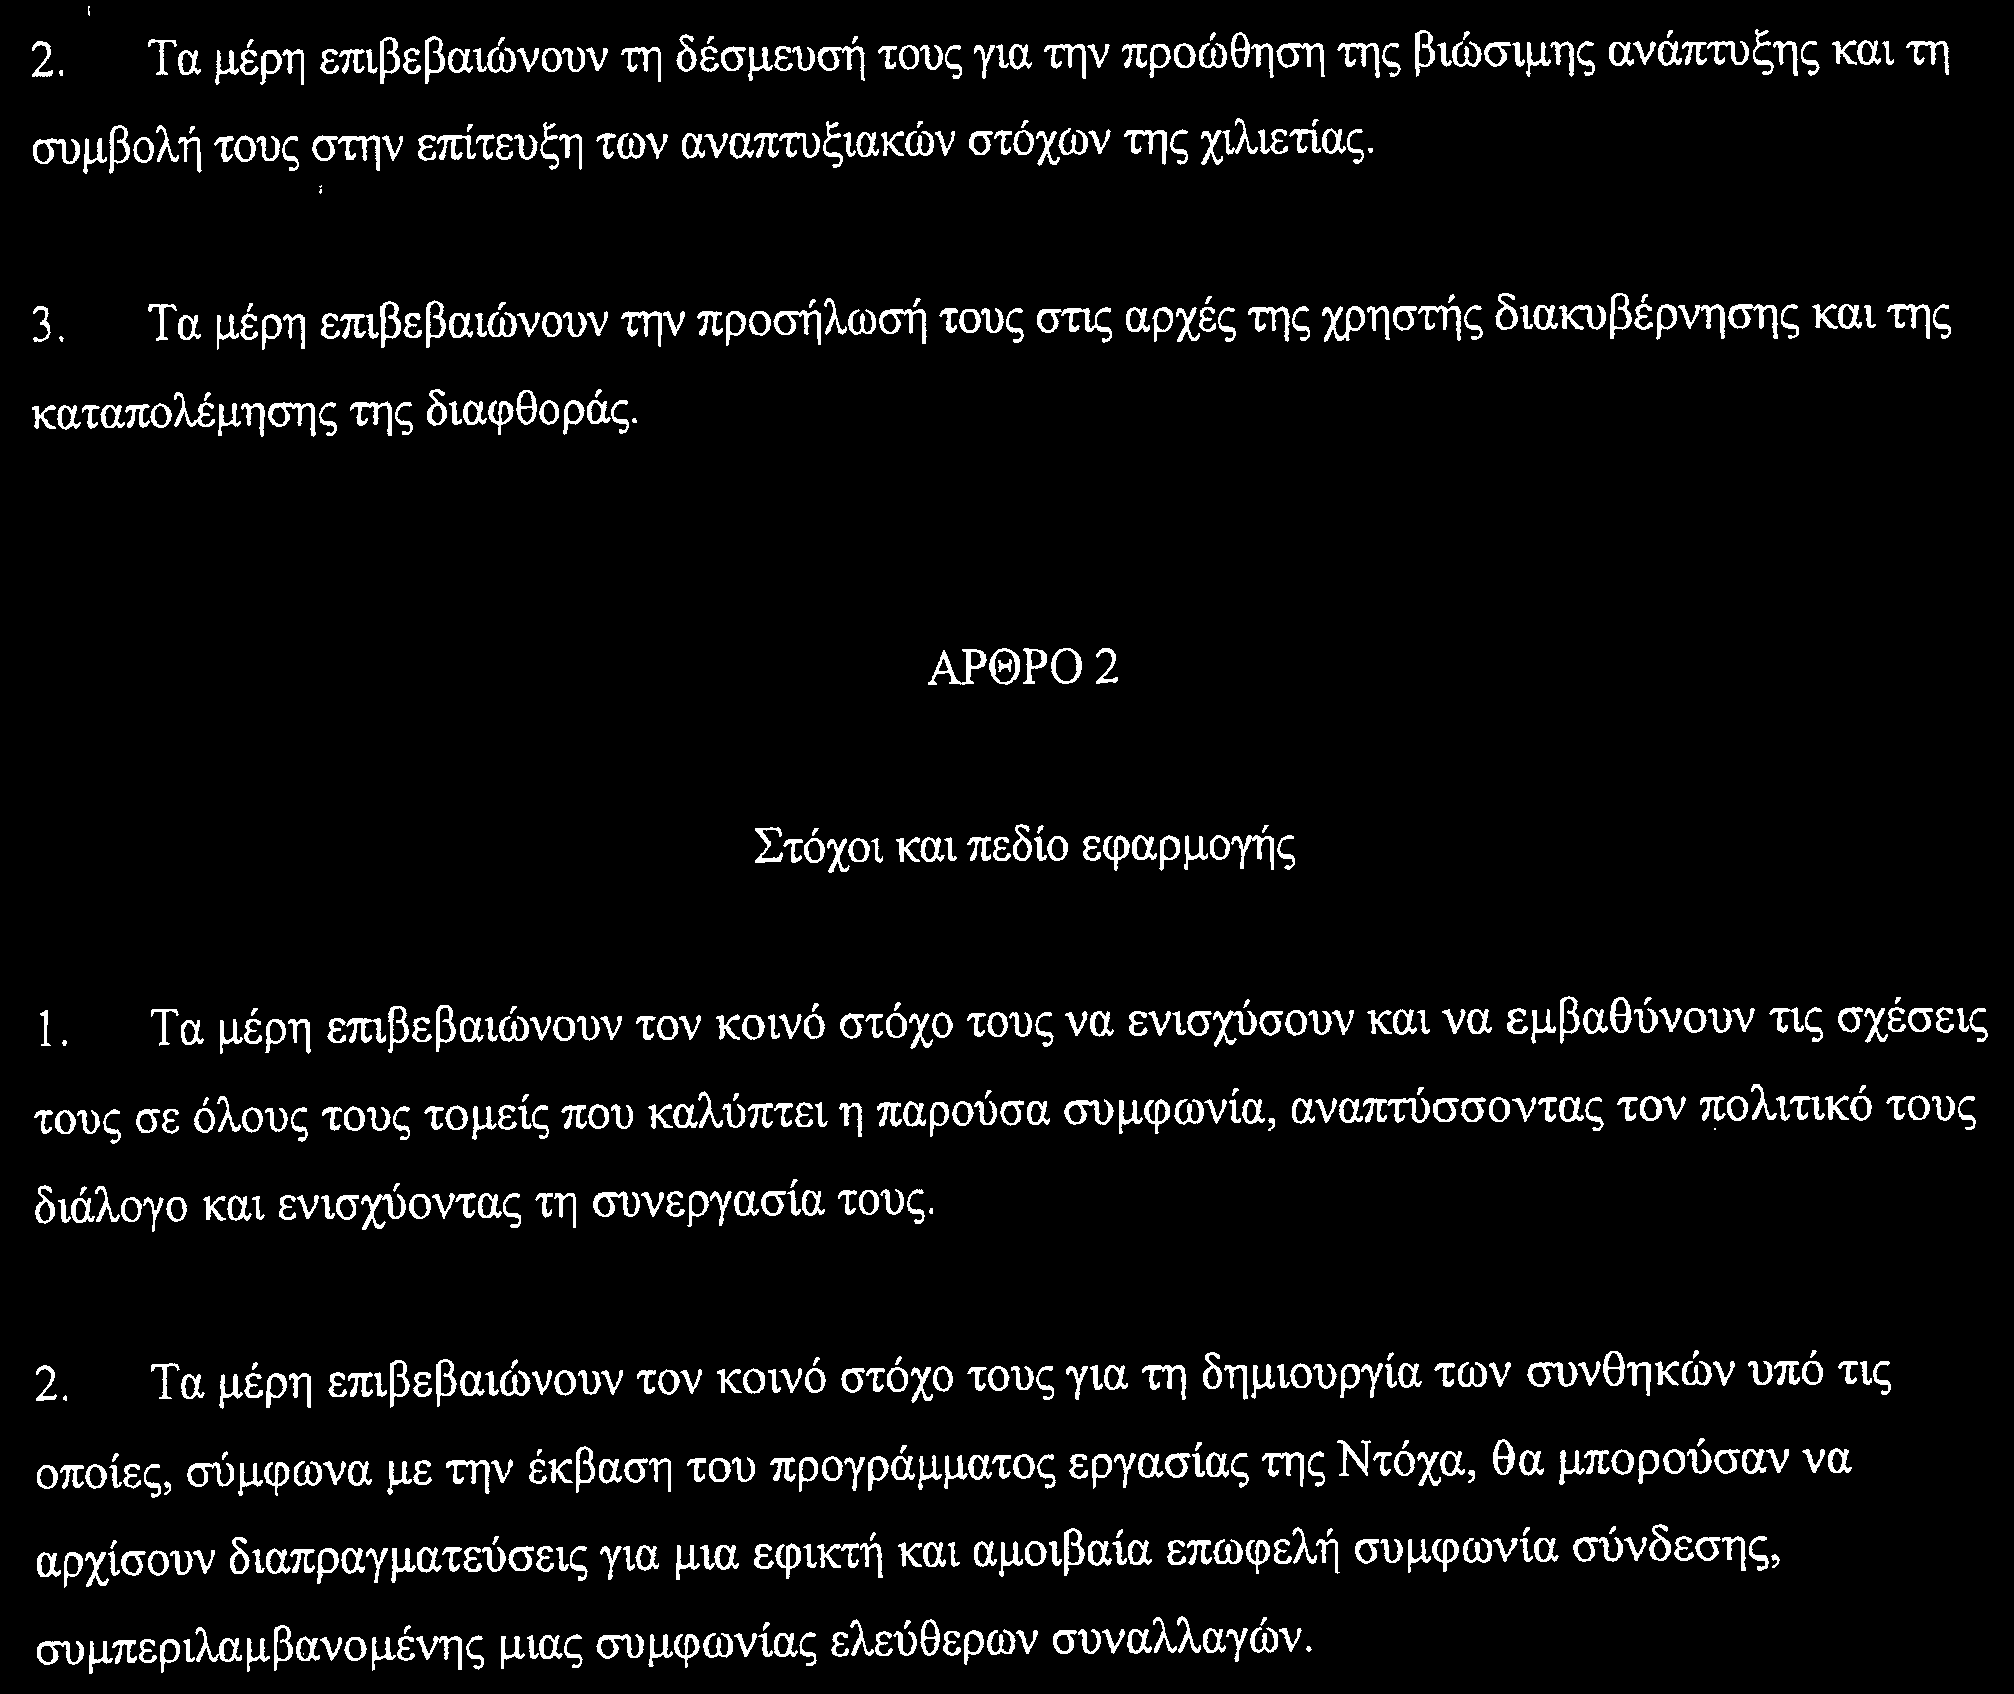 2. Τα μέρη επιβεβαιώνουν τη δέσμευσή τους για την προώθηση της βιώσιμης ανάπτυξης και τη
συμβολή τους στην επίτευξη των αναπτυξιακών στόχων της χιλιετίας.
3. Τα μέρη επιβεβαιώνουν την προσήλωσή τους στις αρχές της χρηστής διακυβέρνησης και της
καταπολέμησης της διαφθοράς.
ΑΡΘΡΟ 2
Στόχοι και πεδίο εφαρμογής
1. Τα μέρη επιβεβαιώνουν τον κοινό στόχο τους να ενισχύσουν και να εμβαθύνουν τις σχέσεις
τους σε όλους τους τομείς που καλύπτει η παρούσα συμφωνία, αναπτύσσοντας τον πολιτικό τους
διάλογο και ενισχύοντας τη συνεργασία τους.
2. Τα μέρη επιβεβαιώνουν τον κοινό στόχο τους για τη δημιουργία των συνθηκών υπό τις
οποίες, σύμφωνα με την έκβαση του προγράμματος εργασίας της Ντόχα, θα μπορούσαν να
αρχίσουν διαπραγματεύσεις για μια εφικτή και αμοιβαία επωφελή συμφωνία σύνδεσης,
συμπεριλαμβανομένης μιας συμφωνίας ελεύθερων συναλλαγών.